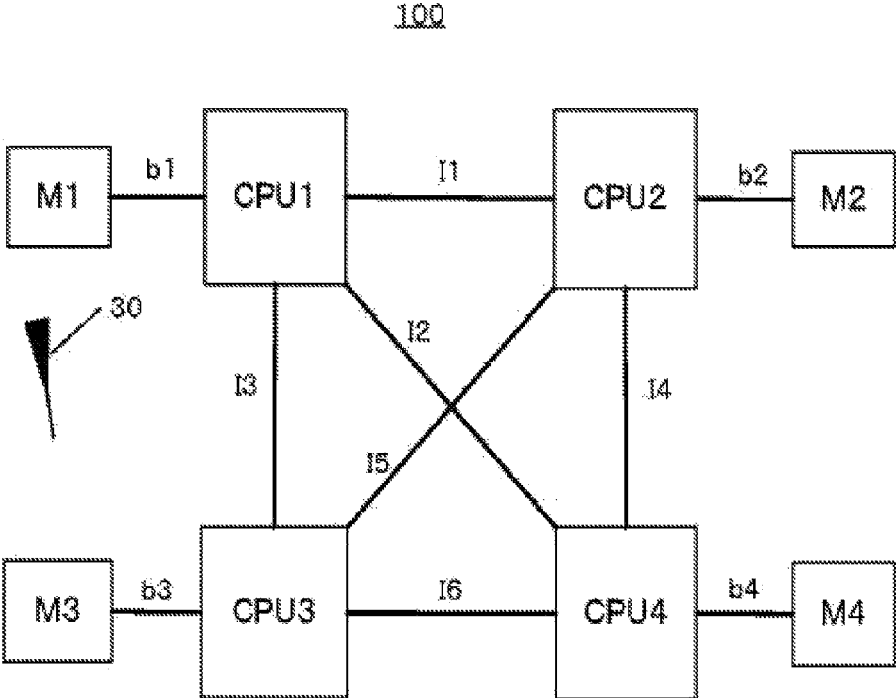 100
b1 I1 b2
M1 CPU1 CPU2 M2
30
I2
I3 I4
I5
b3 I6 b4
M3 CPU3 CPU4 M4